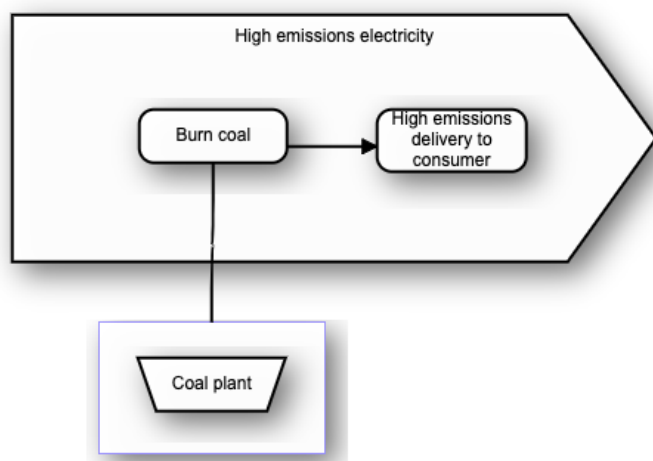 High emissions electricity
Burn coal
High emissions
delivery to
consumer
Coal plant